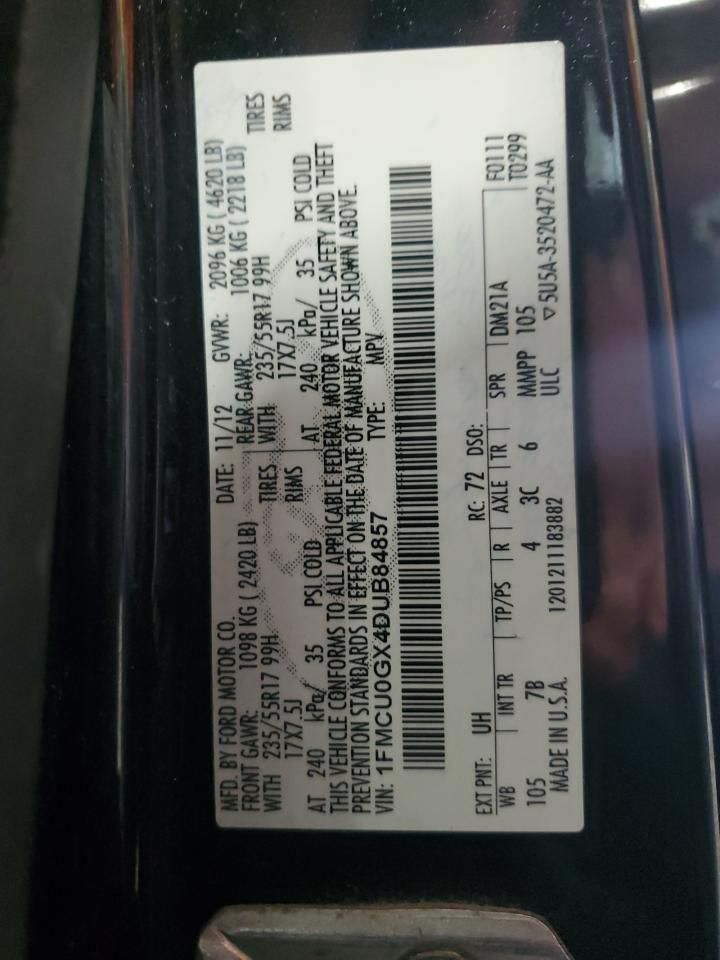 MFD. BY FORD MOTOR CO. DATE: 11/12 GVWR: 2096 KG ( 4620 LB)
FRONT GAWR: 1098 KG ( 2420 LB) REAR GAWR: 1006 KG ( 2218 LB)
WITH 235/55R17 99H TIRES WITH 235/55R17 99H TIRES
17X7.5J RIMS 17X7.5J RIMS
AT 240 kPa/ 35 PSI COLD AT 240 kPa/ 35 PSI COLD
THIS VEHICLE CONFORMS TO ALL APPLICABLE FEDERAL MOTOR VEHICLE SAFETY AND THEFT
PREVENTION STANDARDS IN EFFECT ON THE DATE OF MANUFACTURE SHOWN ABOVE.
VIN: 1FMCU0GX4DUB84857 TYPE: MPV
EXT PNT: UH RC: 72 DSO: F0111
WB INT TR TP/PS R AXLE TR SPR DM21A T0299
105 7B 4 3C 6 MMPP 105
MADE IN U.S.A. 1201211183882 ULC ▽5U5A-3520472-AA